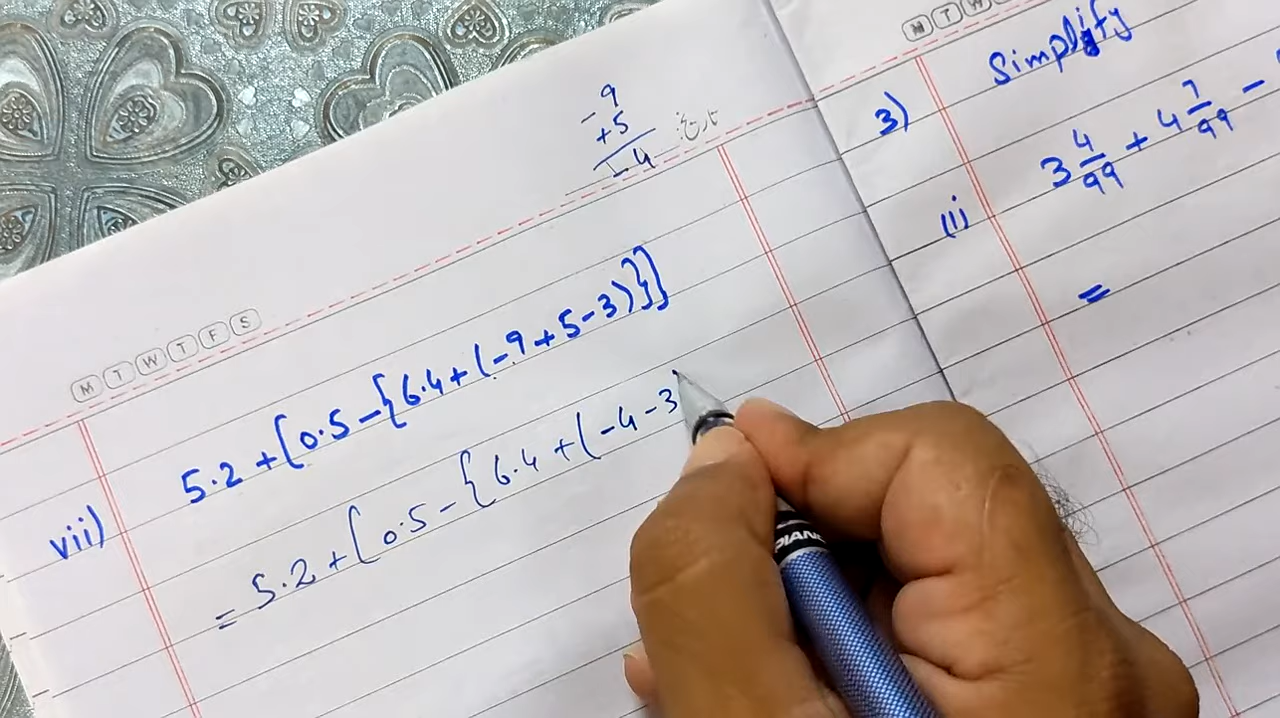 -9
+5
-4
M T W T F S
vii) 5.2 + [0.5 - {6.4 + (-9 + 5 - 3)}]
= 5.2 + [0.5 - {6.4 + (-4 - 3
M T W
Simplify
3)
(i) 3 4/99 + 4 7/99 -
=
PIANO